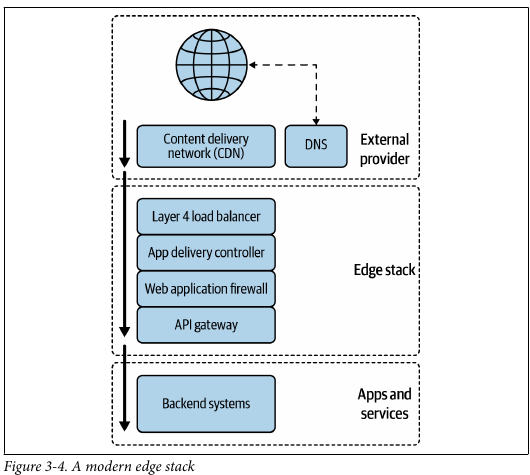 Content delivery
network (CDN)
DNS
External
provider
Layer 4 load balancer
App delivery controller
Web application firewall
API gateway
Edge stack
Backend systems
Apps and
services
Figure 3-4. A modern edge stack